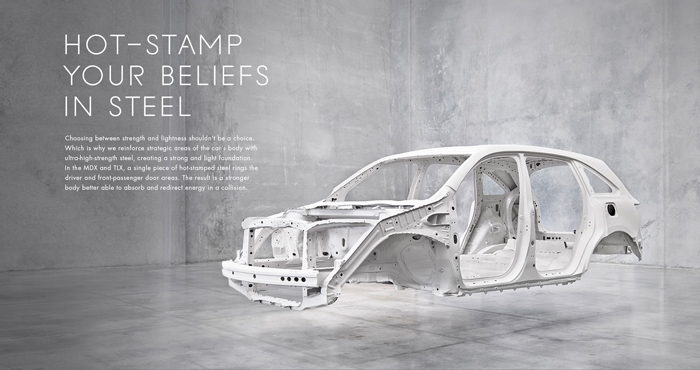 HOT-STAMP
YOUR BELIEFS
IN STEEL
Choosing between strength and lightness shouldn't be a choice.
Which is why we reinforce strategic areas of the car's body with
ultra-high-strength steel, creating a strong and light foundation.
In the MDX and TLX, a single piece of hot-stamped steel rings the
driver and front-passenger door areas. The result is a stronger
body better able to absorb and redirect energy in a collision.